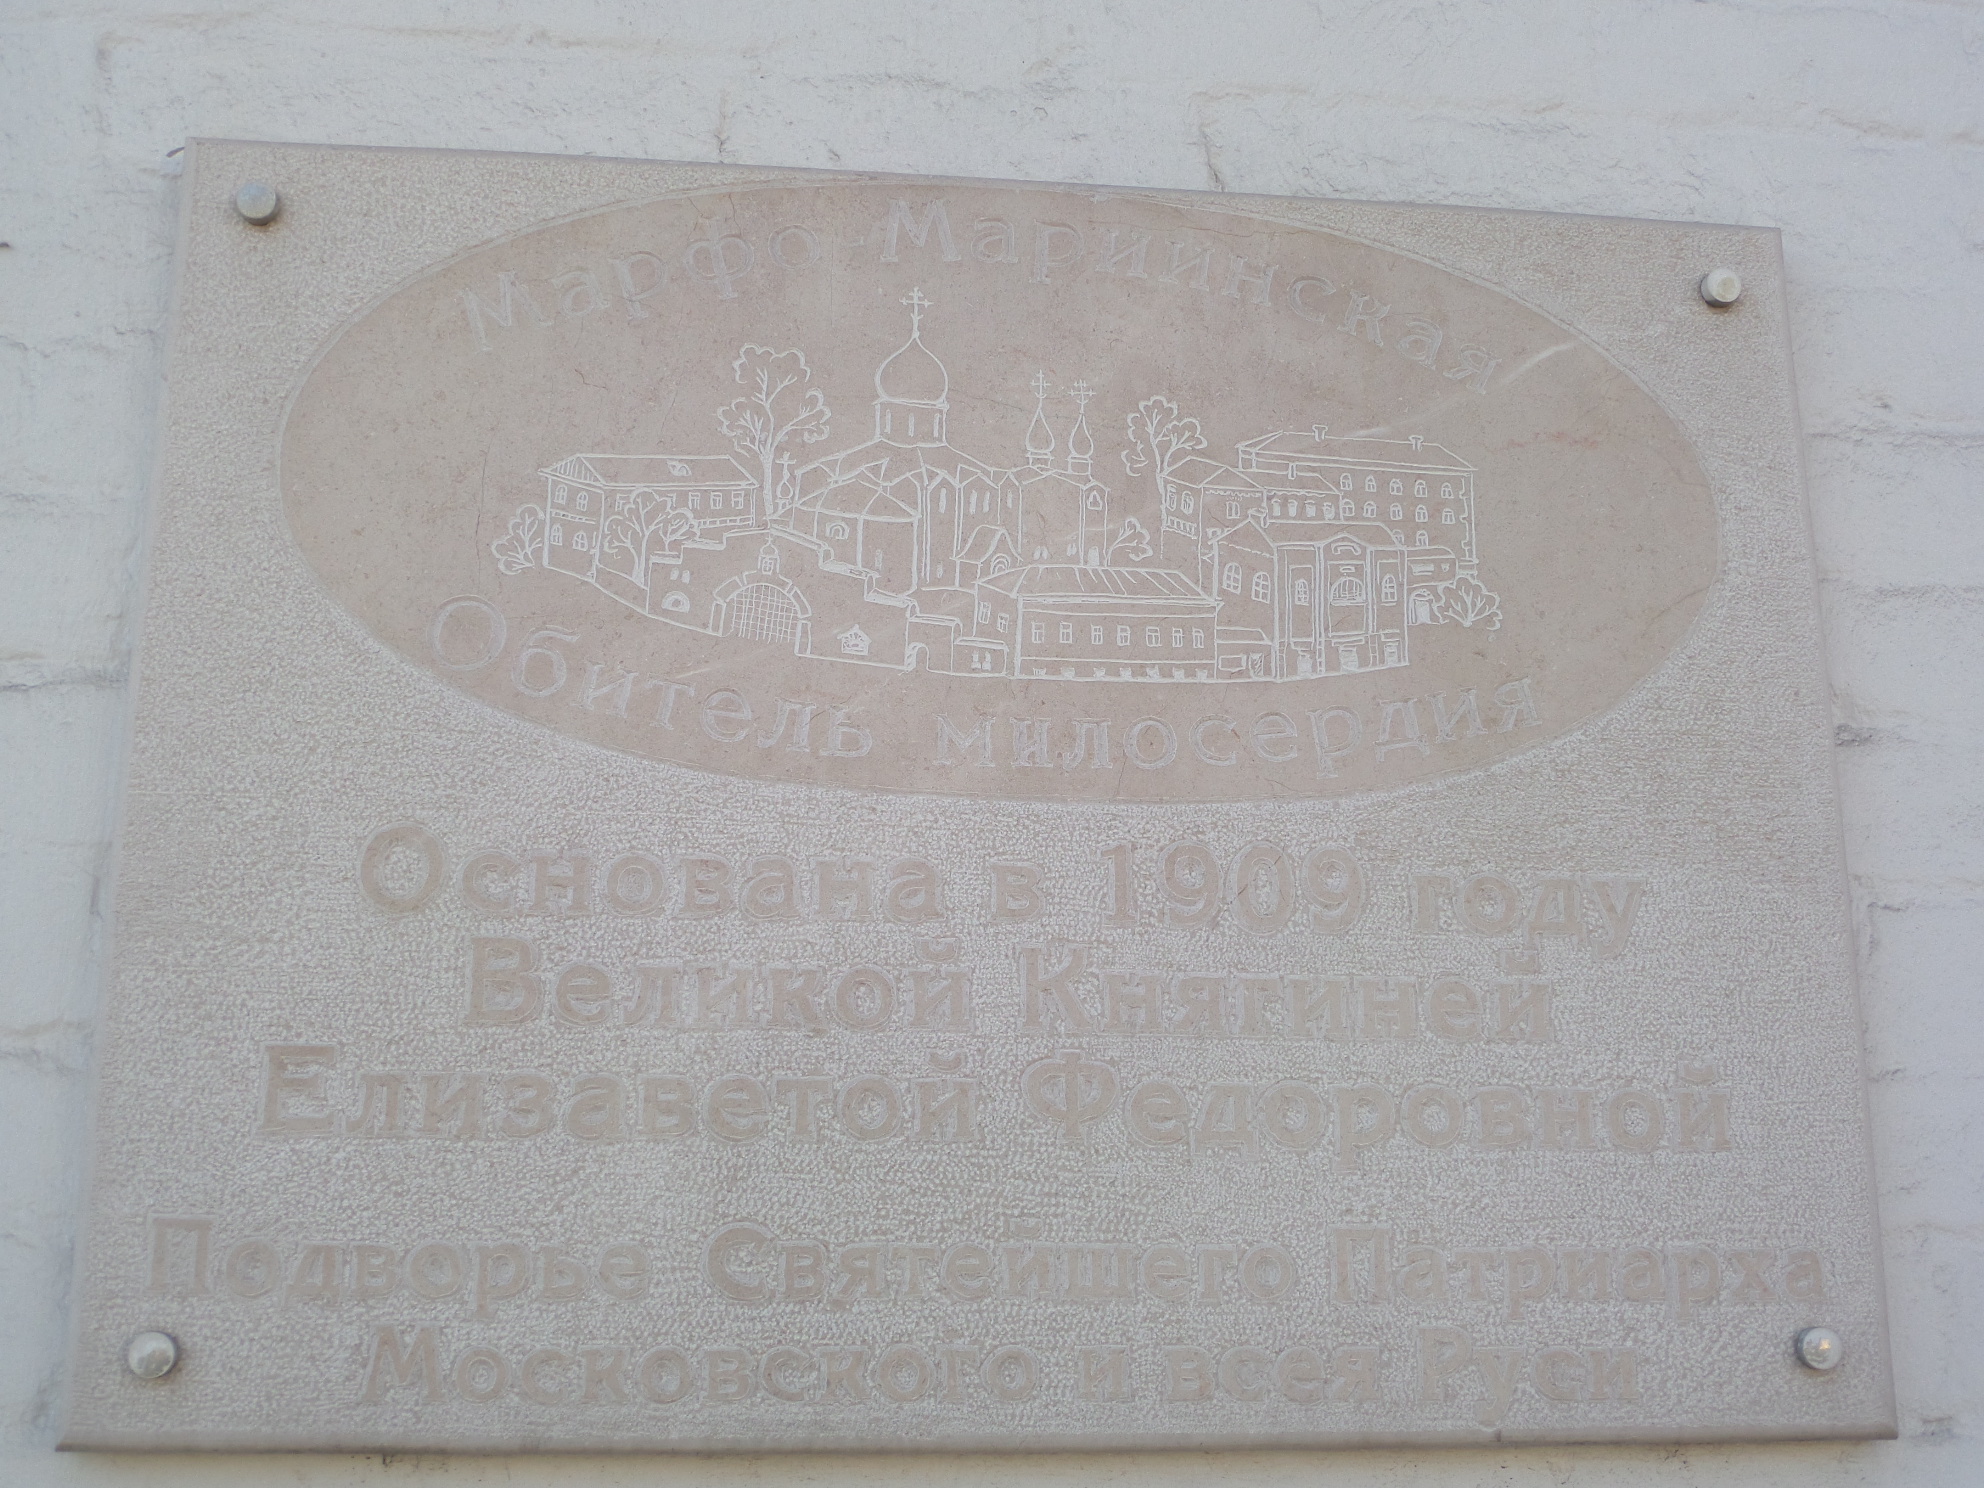 Марфо-Мариинская
Обитель милосердия
Основана в 1909 году
Великой Княгиней
Елизаветой Федоровной
Подворье Святейшего Патриарха
Московского и всея Руси